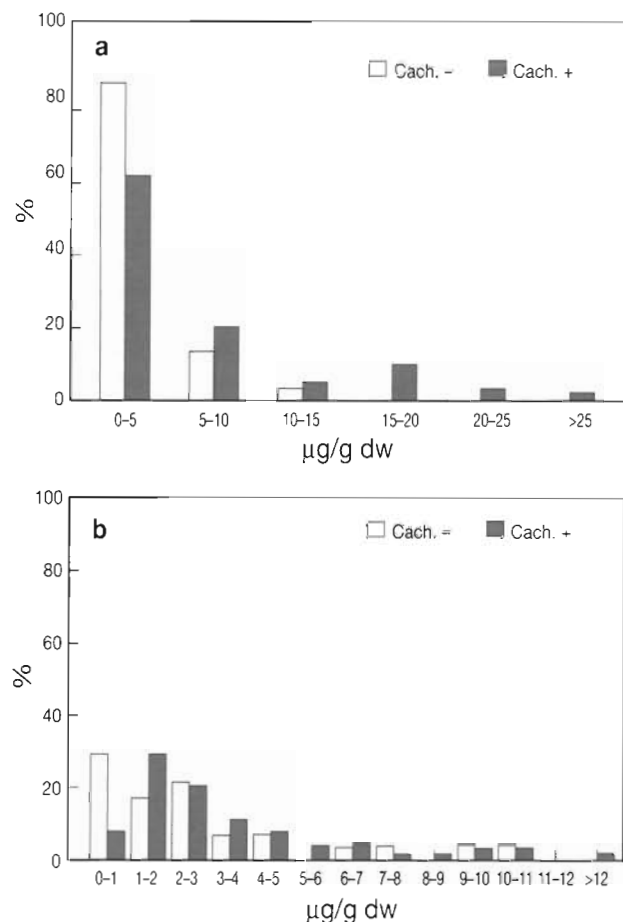 100
a
Cach. −
Cach. +
80
60
%
40
20
0
0–5 5–10 10–15 15–20 20–25 >25
µg/g dw
100
b
Cach. =
Cach. +
80
60
%
40
20
0
0–1 1–2 2–3 3–4 4–5 5–6 6–7 7–8 8–9 9–10 10–11 11–12 >12
µg/g dw